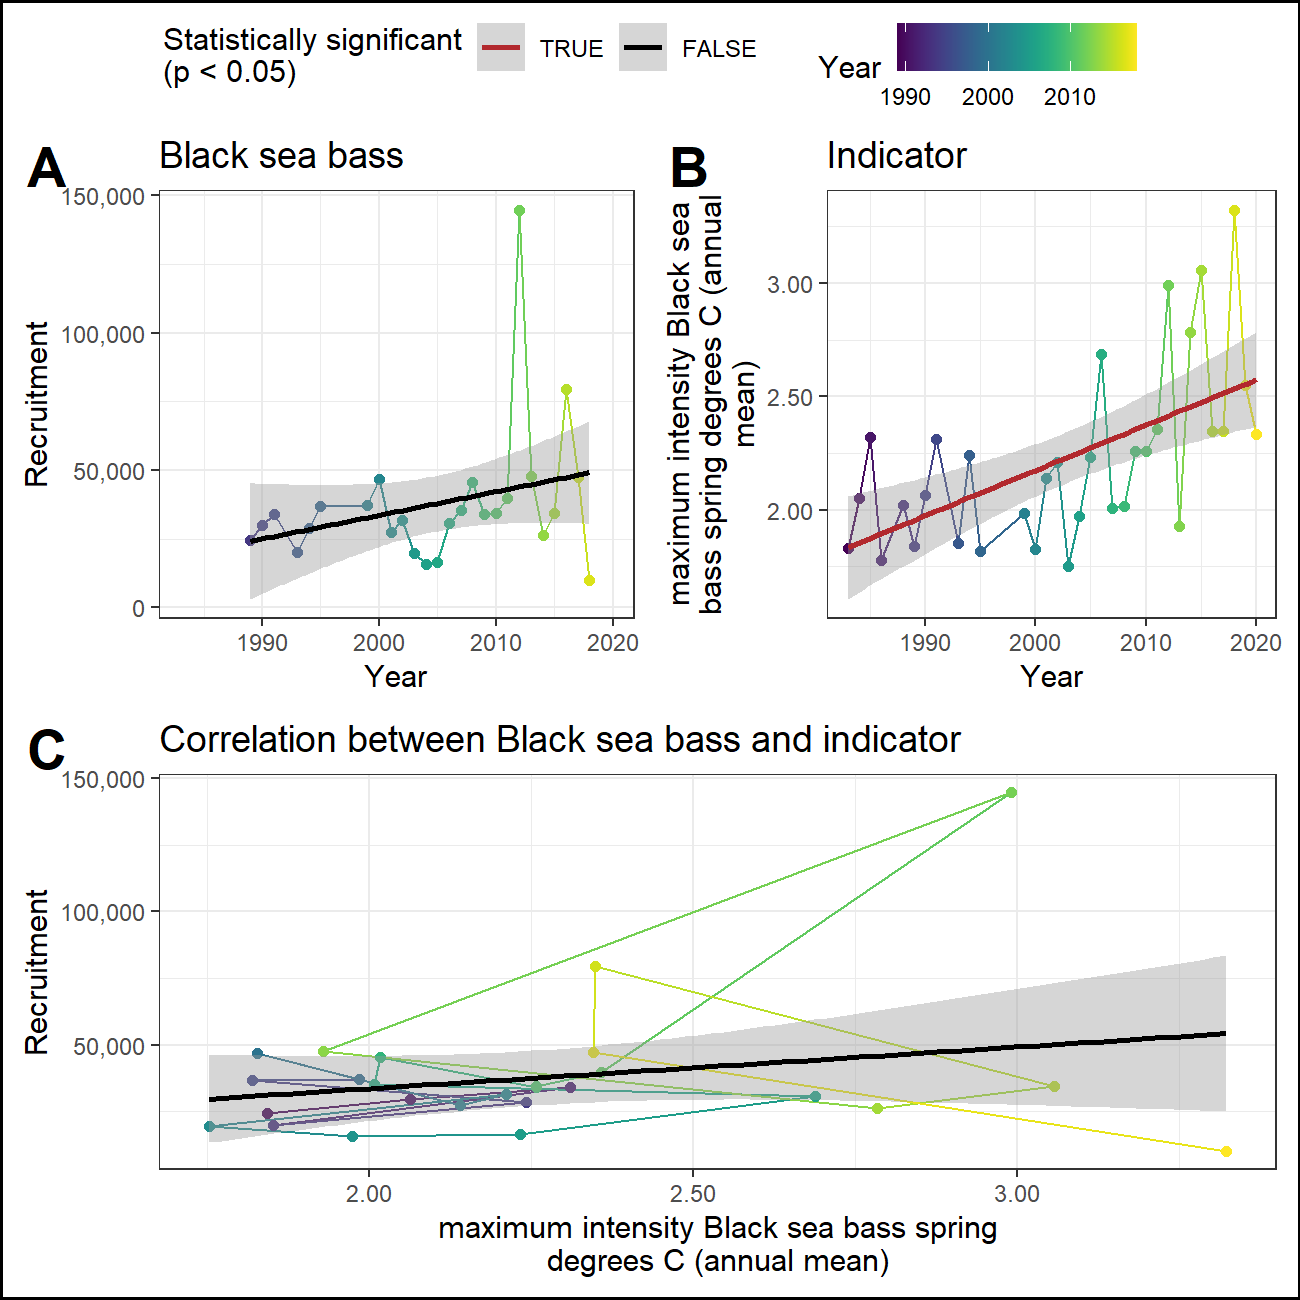 Statistically significant
(p < 0.05)
TRUE
FALSE
Year
1990
2000
2010
A
Black sea bass
150,000
100,000
50,000
0
Recruitment
1990
2000
2010
2020
Year
B
Indicator
maximum intensity Black sea
bass spring degrees C (annual
mean)
3.00
2.50
2.00
1990
2000
2010
2020
Year
C
Correlation between Black sea bass and indicator
150,000
100,000
50,000
Recruitment
2.00
2.50
3.00
maximum intensity Black sea bass spring
degrees C (annual mean)